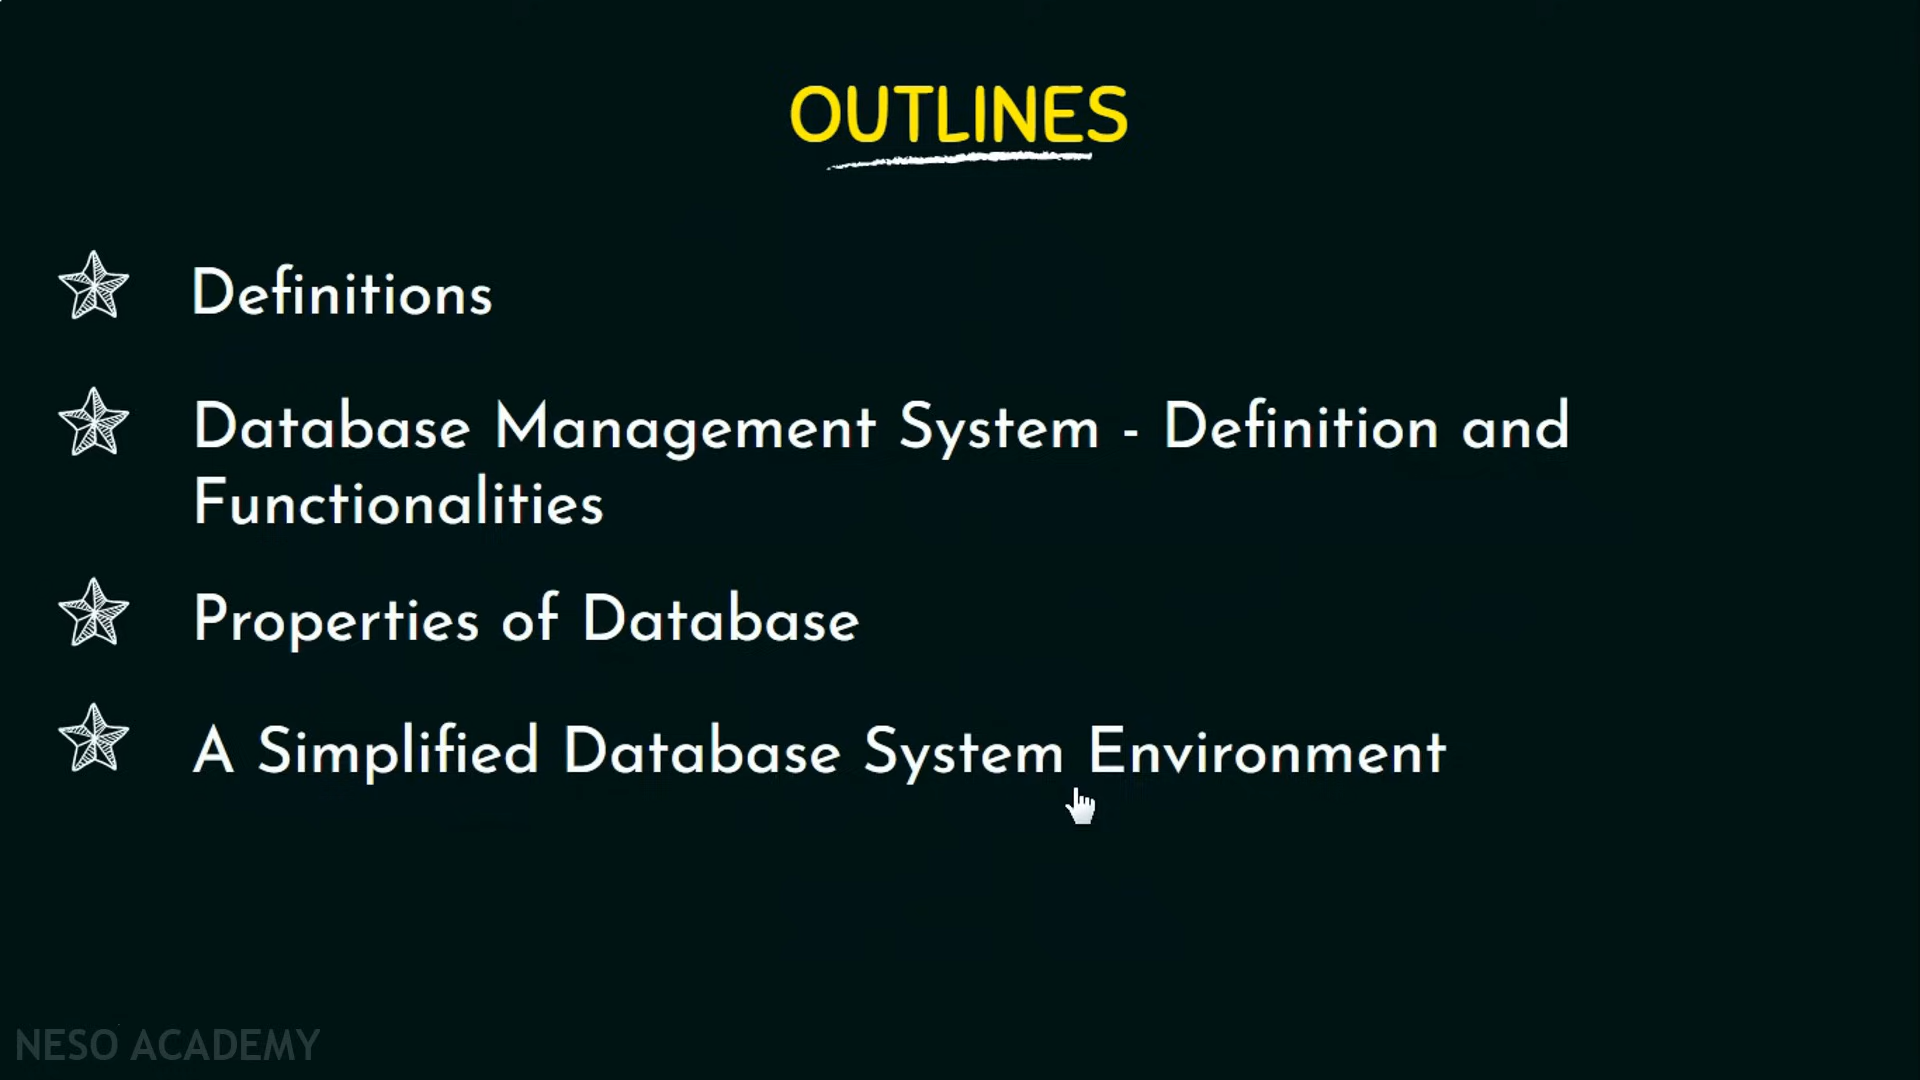 OUTLINES
Definitions
Database Management System - Definition and
Functionalities
Properties of Database
A Simplified Database System Environment
NESO ACADEMY